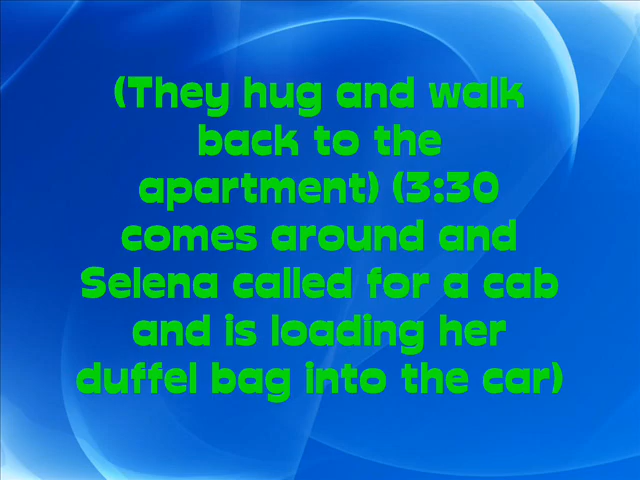 (They hug and walk
back to the
apartment) (3:30
comes around and
Selena called for a cab
and is loading her
duffel bag into the car)